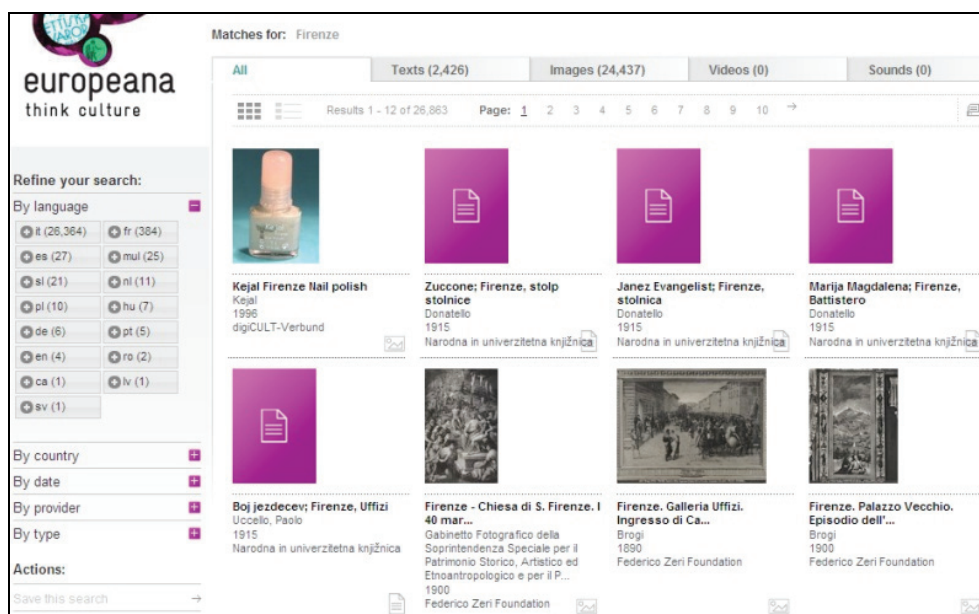 europeana
think culture
Matches for: Firenze
All
Texts (2,426)
Images (24,437)
Videos (0)
Sounds (0)
Results 1 - 12 of 26,863
Page: 1 2 3 4 5 6 7 8 9 10 →
Refine your search:
By language
it (26,364)
fr (384)
es (27)
mul (25)
sl (21)
nl (11)
pl (10)
hu (7)
de (6)
pt (5)
en (4)
ro (2)
ca (1)
lv (1)
sv (1)
By country
By date
By provider
By type
Actions:
Save this search →
Kejal Firenze Nail polish
Kejal
1996
digiCULT-Verbund
Zuccone; Firenze, stolp
stolnice
Donatello
1915
Narodna in univerzitetna knjižnica
Janez Evangelist; Firenze,
stolnica
Donatello
1915
Narodna in univerzitetna knjižnica
Marija Magdalena; Firenze,
Battistero
Donatello
1915
Narodna in univerzitetna knjižnica
Boj jezdecev; Firenze, Uffizi
Uccello, Paolo
1915
Narodna in univerzitetna knjižnica
Firenze - Chiesa di S. Firenze. I
40 mar...
Gabinetto Fotografico della
Soprintendenza Speciale per il
Patrimonio Storico, Artistico ed
Etnoantropologico e per il P...
1900
Federico Zeri Foundation
Firenze. Galleria Uffizi.
Ingresso di Ca...
Brogi
1890
Federico Zeri Foundation
Firenze. Palazzo Vecchio.
Episodio dell'...
Brogi
1900
Federico Zeri Foundation